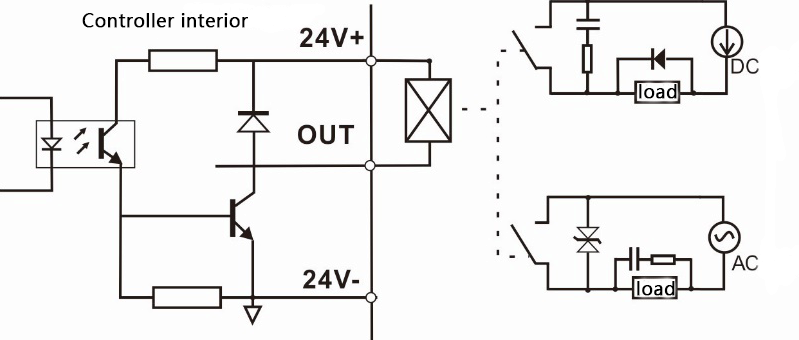 Controller interior
24V+
OUT
24V-
load
DC
load
AC